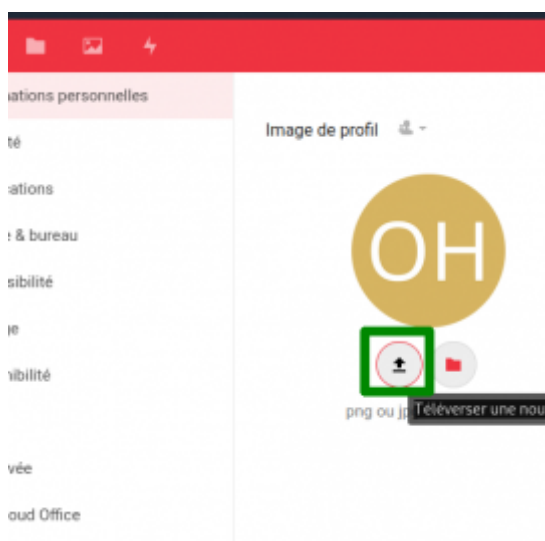 ations personnelles
té
Image de profil
ations
& bureau
OH
sibilité
ge
nibilité
png ou jp
Téléverser une nou
vée
oud Office